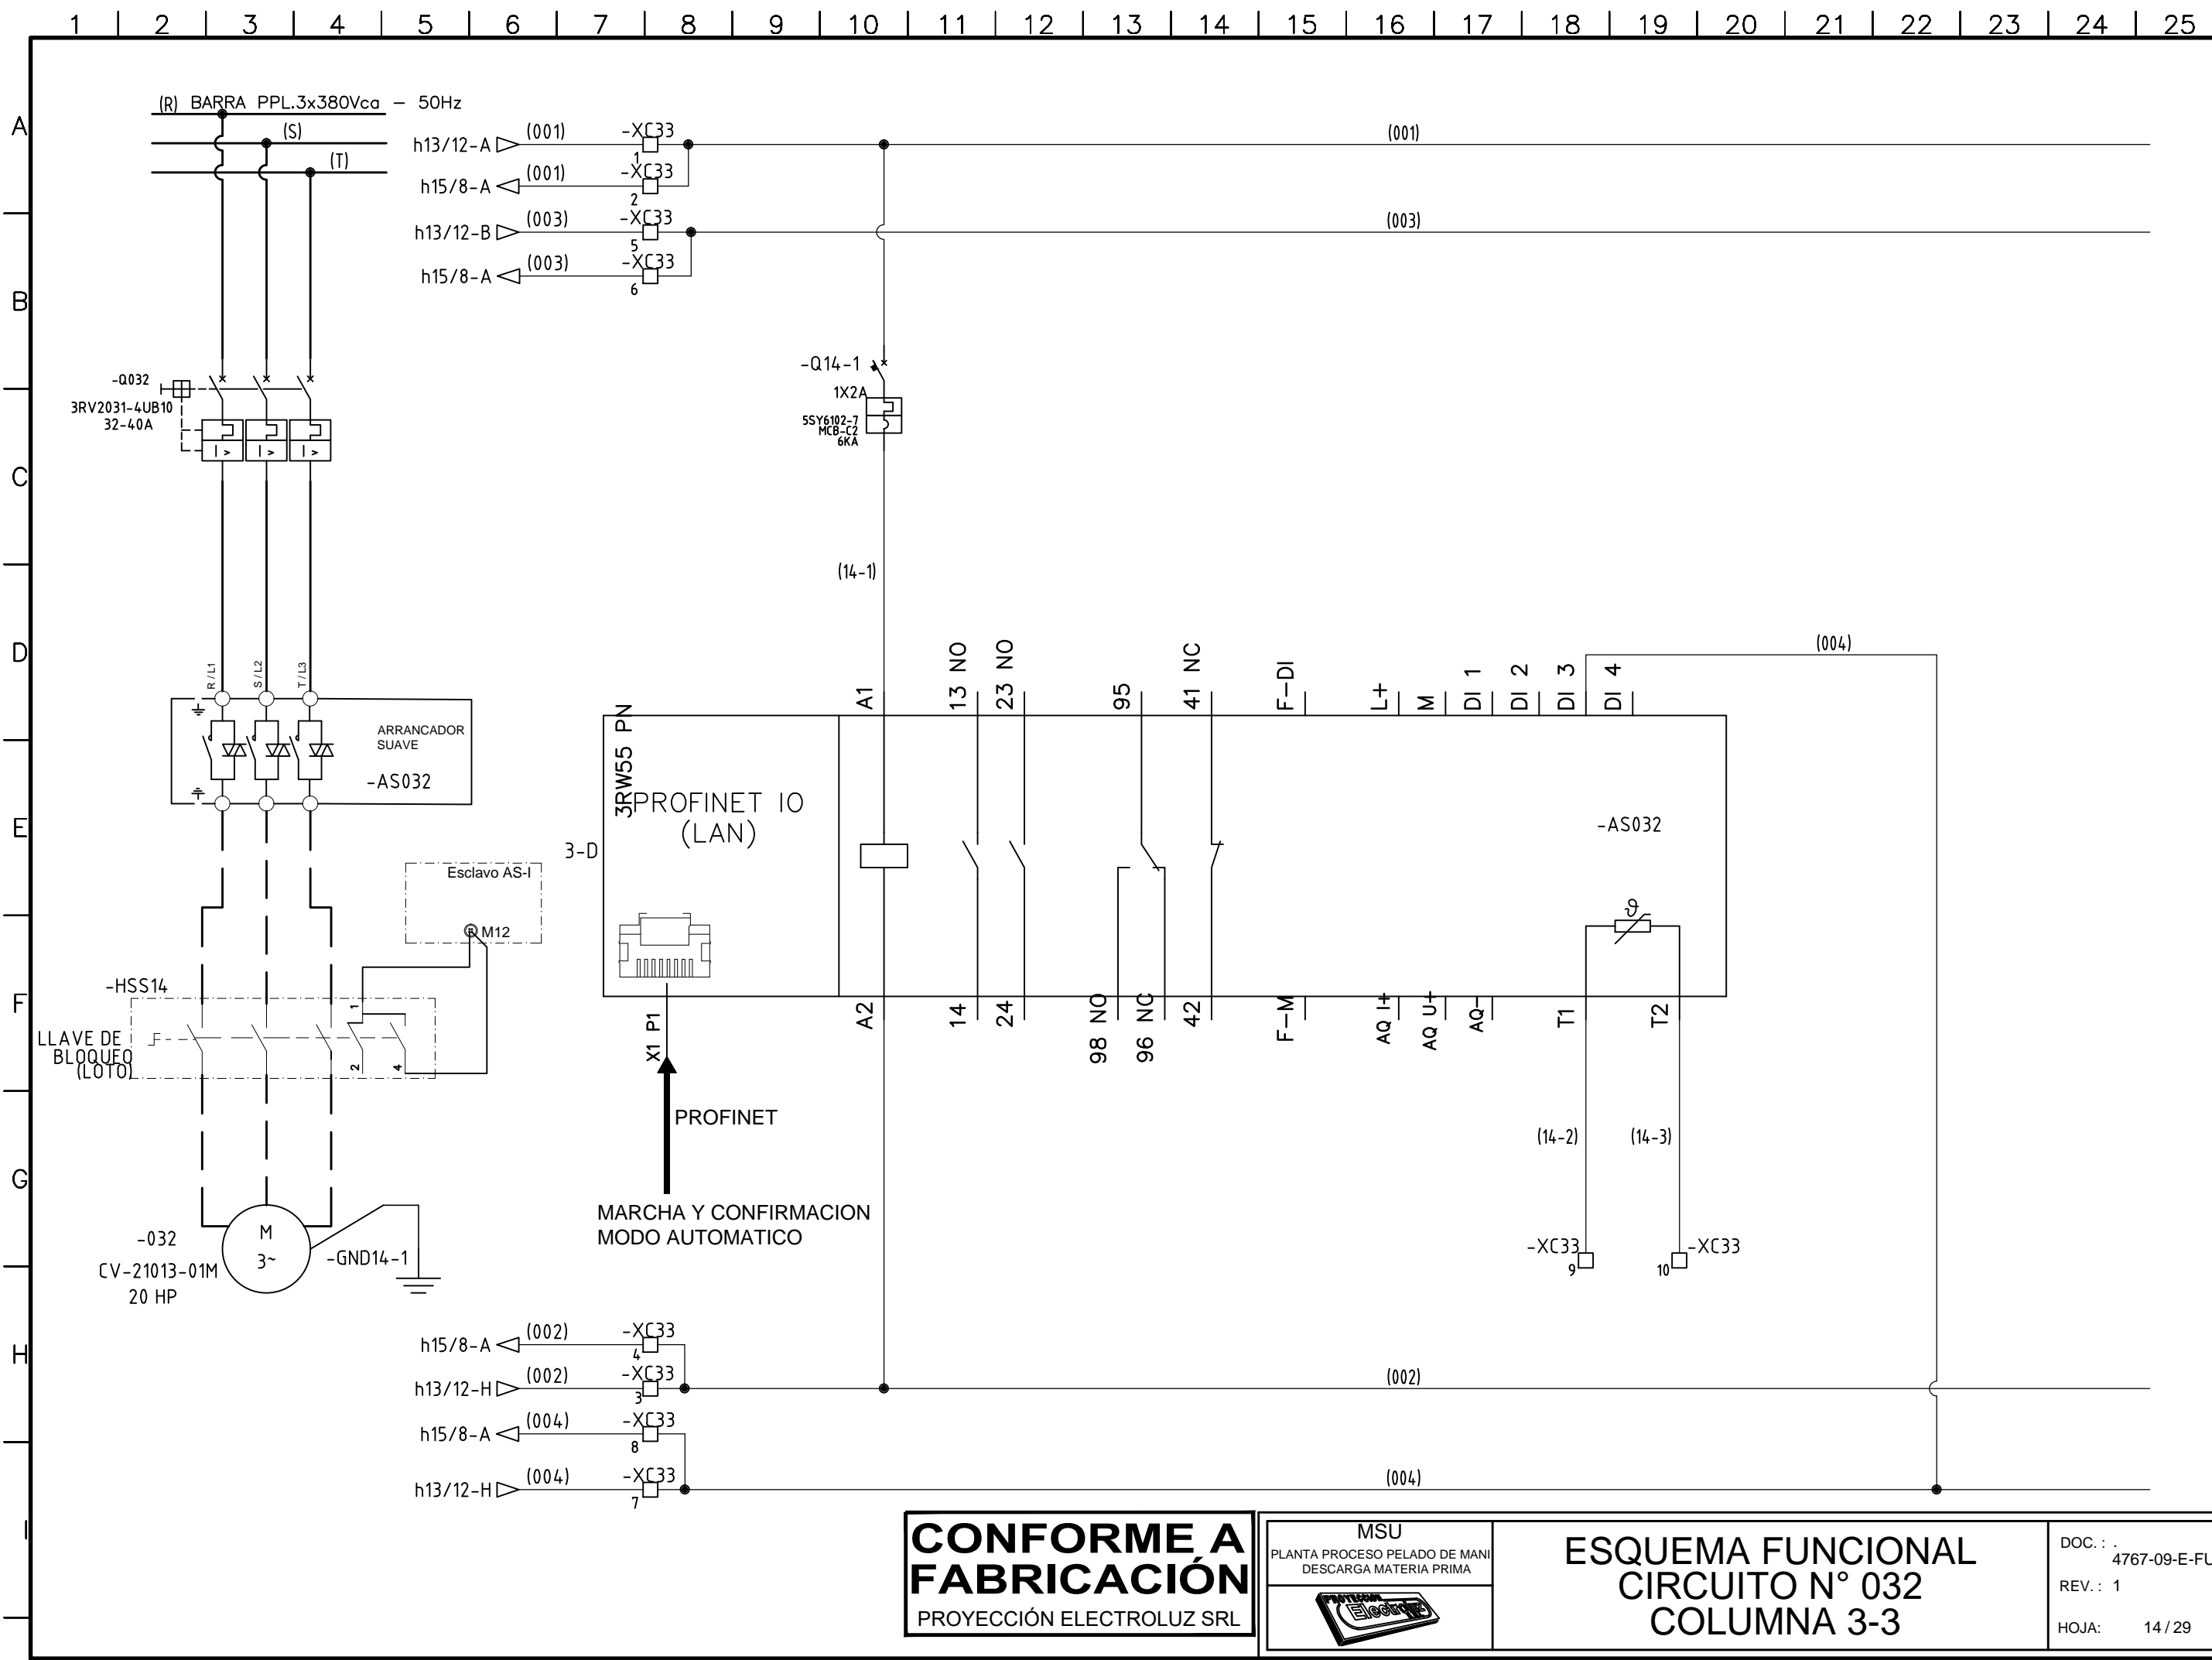 1 2 3 4 5 6 7 8 9 10 11 12 13 14 15 16 17 18 19 20 21 22 23 24 25
A
B
C
D
E
F
G
H
I
(R) BARRA PPL.3x380Vca - 50Hz
(S)
(T)
h13/12-A (001) -XC33 1 (001)
h15/8-A (001) -XC33 2
h13/12-B (003) -XC33 5 (003)
h15/8-A (003) -XC33 6
-Q032
3RV2031-4UB10
32-40A
I > I > I >
-Q14-1
1X2A
5SY6102-7
MCB-C2
6KA
(14-1)
(004)
R/L1 S/L2 T/L3
ARRANCADOR
SUAVE
-AS032
3RW55 PN
PROFINET IO
(LAN)
3-D
A1 13 NO 23 NO 95 41 NC F-DI L+ M DI 1 DI 2 DI 3 DI 4
-AS032
ϑ
A2 14 24 98 NO 96 NC 42 F-M AQ I+ AQ U+ AQ- T1 T2
Esclavo AS-I
M12
-HSS14
LLAVE DE
BLOQUEO
(LOTO)
1
2 4
X1 P1
PROFINET
MARCHA Y CONFIRMACION
MODO AUTOMATICO
(14-2) (14-3)
-XC33 9
-XC33 10
-032
CV-21013-01M
20 HP
M
3~
-GND14-1
h15/8-A (002) -XC33 4
h13/12-H (002) -XC33 3 (002)
h15/8-A (004) -XC33 8
h13/12-H (004) -XC33 7 (004)
CONFORME A
FABRICACIÓN
PROYECCIÓN ELECTROLUZ SRL
MSU
PLANTA PROCESO PELADO DE MANI
DESCARGA MATERIA PRIMA
PROYECCION
Electroluz
ESQUEMA FUNCIONAL
CIRCUITO N° 032
COLUMNA 3-3
DOC. : .
4767-09-E-FU
REV. : 1
HOJA: 14 / 29